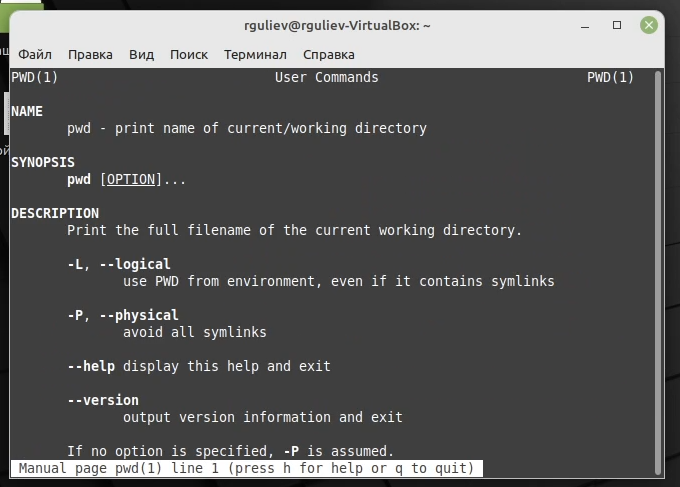 rguliev@rguliev-VirtualBox: ~
Файл Правка Вид Поиск Терминал Справка
PWD(1) User Commands PWD(1)
NAME
pwd - print name of current/working directory
SYNOPSIS
pwd [OPTION]...
DESCRIPTION
Print the full filename of the current working directory.
-L, --logical
use PWD from environment, even if it contains symlinks
-P, --physical
avoid all symlinks
--help display this help and exit
--version
output version information and exit
If no option is specified, -P is assumed.
Manual page pwd(1) line 1 (press h for help or q to quit)